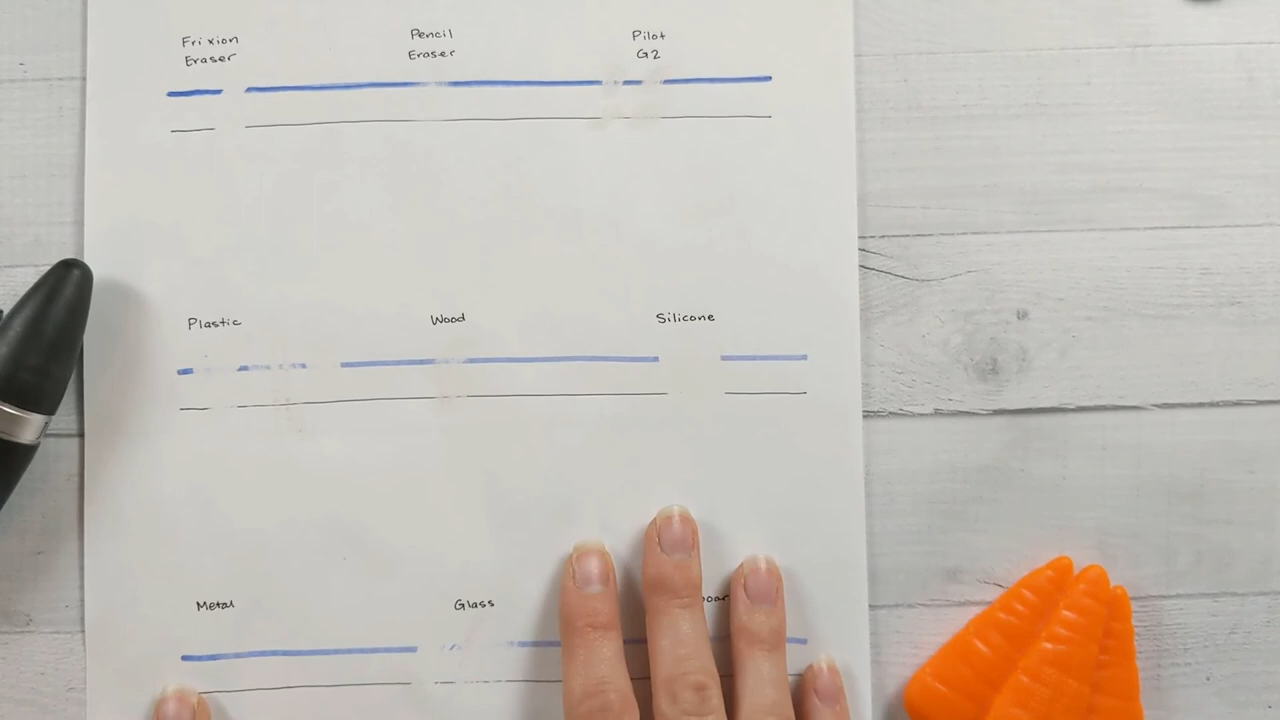 Frixion
Eraser
Pencil
Eraser
Pilot
G2
Plastic
Wood
Silicone
Metal
Glass